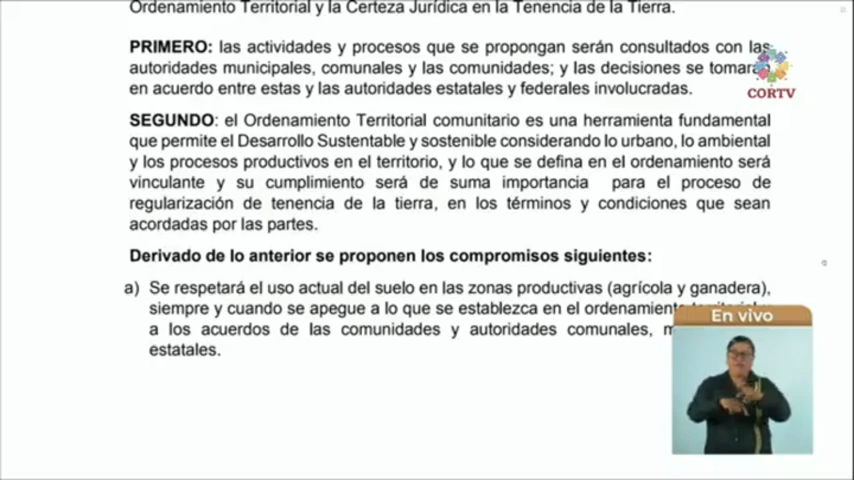 Ordenamiento Territorial y la Certeza Jurídica en la Tenencia de la Tierra.
PRIMERO: las actividades y procesos que se propongan serán consultados con las
autoridades municipales, comunales y las comunidades; y las decisiones se tomarán
en acuerdo entre estas y las autoridades estatales y federales involucradas.
CORTV
SEGUNDO: el Ordenamiento Territorial comunitario es una herramienta fundamental
que permite el Desarrollo Sustentable y sostenible considerando lo urbano, lo ambiental
y los procesos productivos en el territorio, y lo que se defina en el ordenamiento será
vinculante y su cumplimiento será de suma importancia para el proceso de
regularización de tenencia de la tierra, en los términos y condiciones que sean
acordadas por las partes.
Derivado de lo anterior se proponen los compromisos siguientes:
a) Se respetará el uso actual del suelo en las zonas productivas (agrícola y ganadera),
siempre y cuando se apegue a lo que se establezca en el ordenamiento territorial y
a los acuerdos de las comunidades y autoridades comunales,
estatales.
En vivo